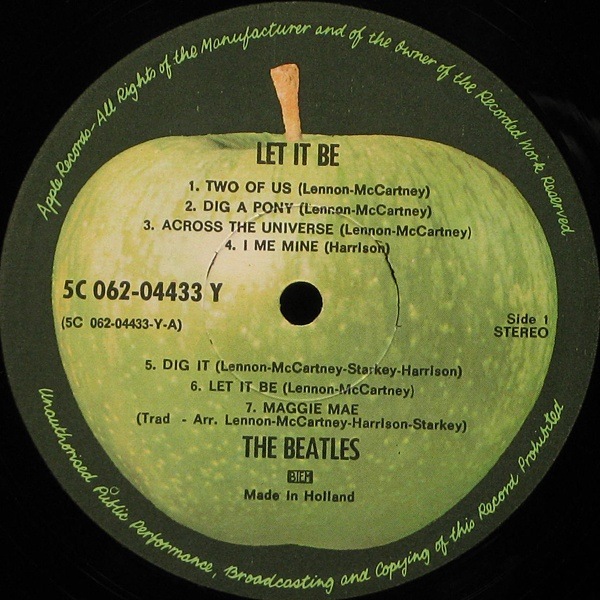 Apple Records-All Rights of the Manufacturer and of the Owner of the Recorded Work Reserved
LET IT BE
1. TWO OF US (Lennon-McCartney)
2. DIG A PONY (Lennon-McCartney)
3. ACROSS THE UNIVERSE (Lennon-McCartney)
4. I ME MINE (Harrison)
5C 062-04433 Y
(5C 062-04433-Y-A)
Side 1
STEREO
5. DIG IT (Lennon-McCartney-Starkey-Harrison)
6. LET IT BE (Lennon-McCartney)
7. MAGGIE MAE
(Trad - Arr. Lennon-McCartney-Harrison-Starkey)
THE BEATLES
BIEM
Made in Holland
Unauthorised Public Performance, Broadcasting and Copying of this Record Prohibited